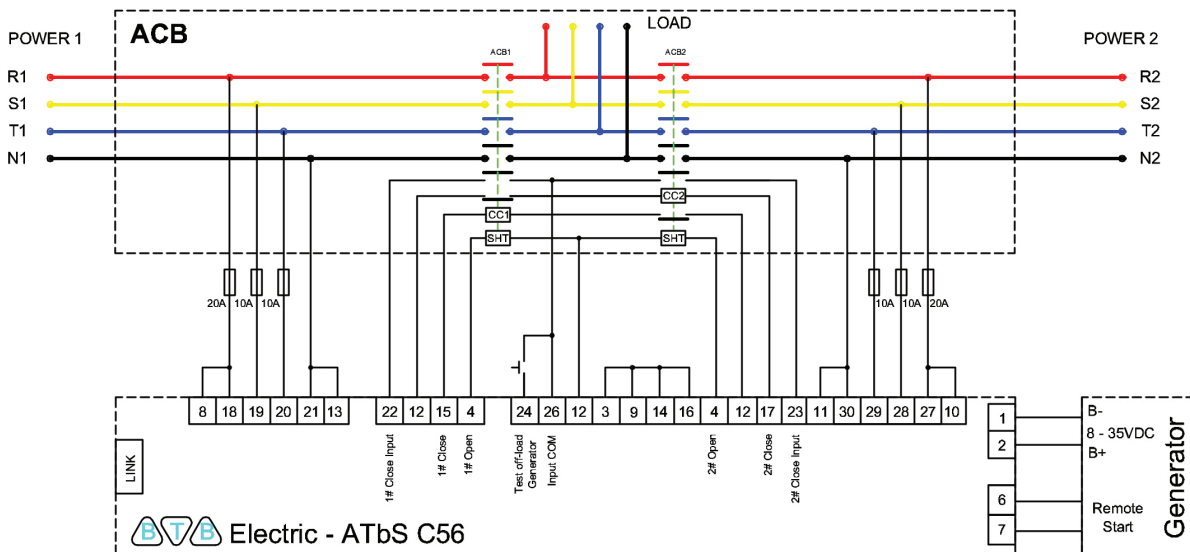 POWER 1
ACB
LOAD
POWER 2
ACB1
ACB2
R1
R2
S1
S2
T1
T2
N1
N2
CC2
CC1
SHT
SHT
20A
10A
10A
10A
10A
20A
8 18 19 20 21 13
22 12 15 4
24 26 12 3 9 14 16 4 12 17 23 11 30 29 28 27 10
1# Close Input
1# Close
1# Open
Test off-load
Generator
Input COM
2# Open
2# Close
2# Close Input
LINK
BTB Electric - ATbS C56
1
2
6
7
B-
8 - 35VDC
B+
Remote
Start
Generator